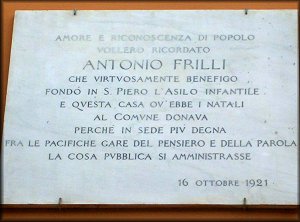 AMORE E RICONOSCENZA DI POPOLO
VOLLERO RICORDATO
ANTONIO FRILLI
CHE VIRTVOSAMENTE BENEFICO
FONDÓ IN S. PIERO L'ASILO INFANTILE
E QVESTA CASA OV'EBBE I NATALI
AL COMVNE DONAVA
PERCHÉ IN SEDE PIV DEGNA
FRA LE PACIFICHE GARE DEL PENSIERO E DELLA PAROLA
LA COSA PVBBLICA SI AMMINISTRASSE
16 OTTOBRE 1921